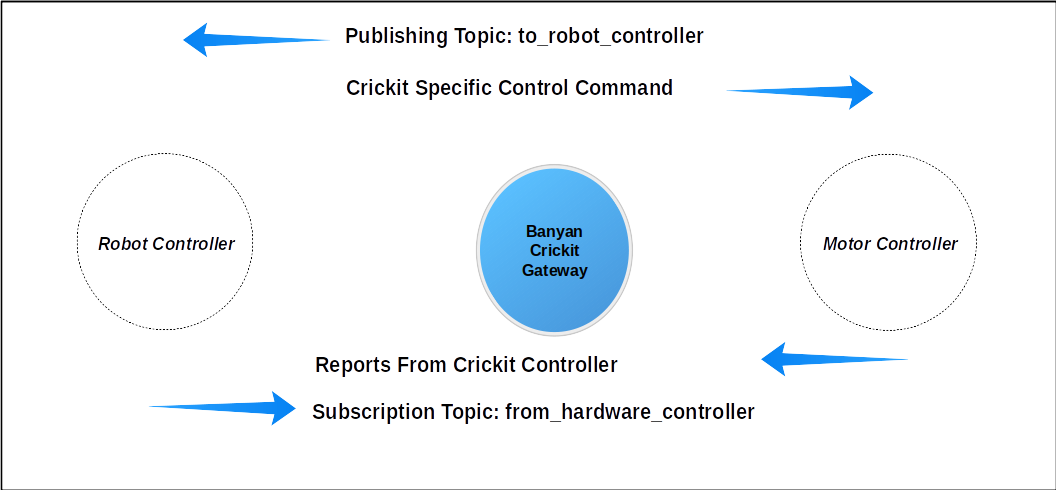 Publishing Topic: to_robot_controller
Crickit Specific Control Command
Robot Controller
Banyan
Crickit
Gateway
Motor Controller
Reports From Crickit Controller
Subscription Topic: from_hardware_controller